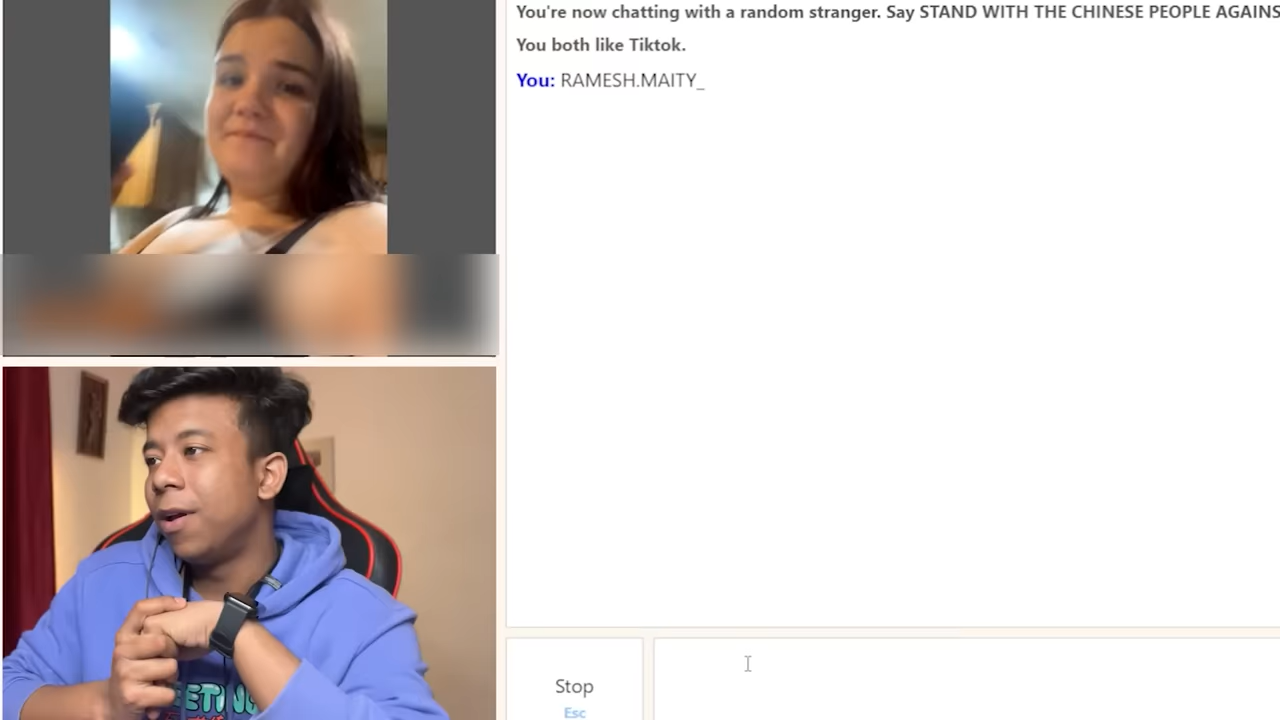 You're now chatting with a random stranger. Say STAND WITH THE CHINESE PEOPLE AGAINS
You both like Tiktok.
You: RAMESH.MAITY_
Stop
Esc